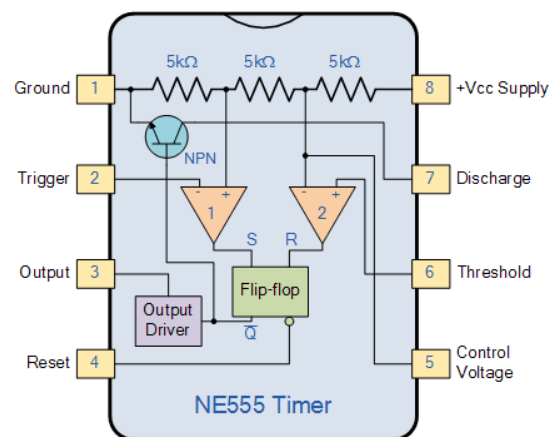 5kΩ 5kΩ 5kΩ
Ground 1 8 +Vcc Supply
NPN
Trigger 2 7 Discharge
- + - +
1 2
S R
Output 3 6 Threshold
Flip-flop
Output
Driver
Q̅
Reset 4 5 Control
Voltage
NE555 Timer